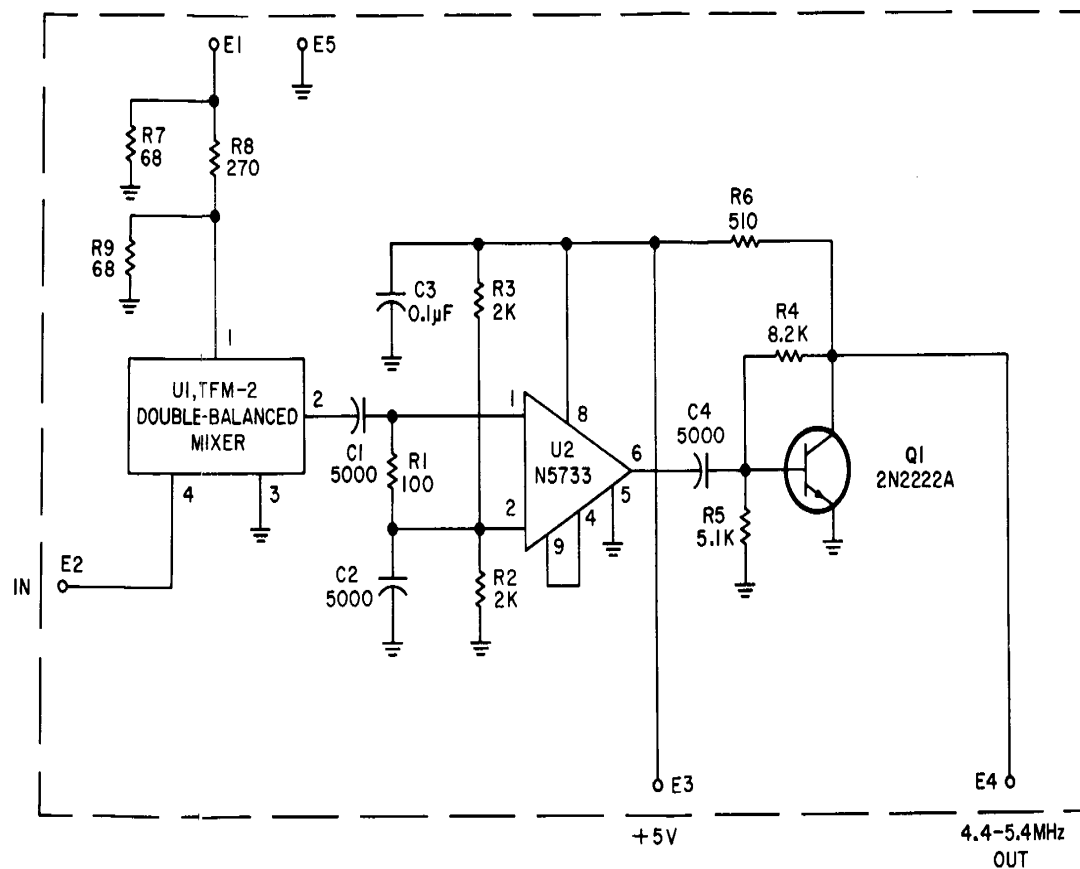 E1
E5
R7
68
R8
270
R9
68
R6
510
C3
0.1µF
R3
2K
R4
8.2K
1
U1,TFM-2
DOUBLE-BALANCED
MIXER
2
4
3
C1
5000
R1
100
1
8
U2
N5733
6
2
9
4
5
C4
5000
Q1
2N2222A
R5
5.1K
IN
E2
C2
5000
R2
2K
E3
E4
+5V
4.4-5.4MHz
OUT